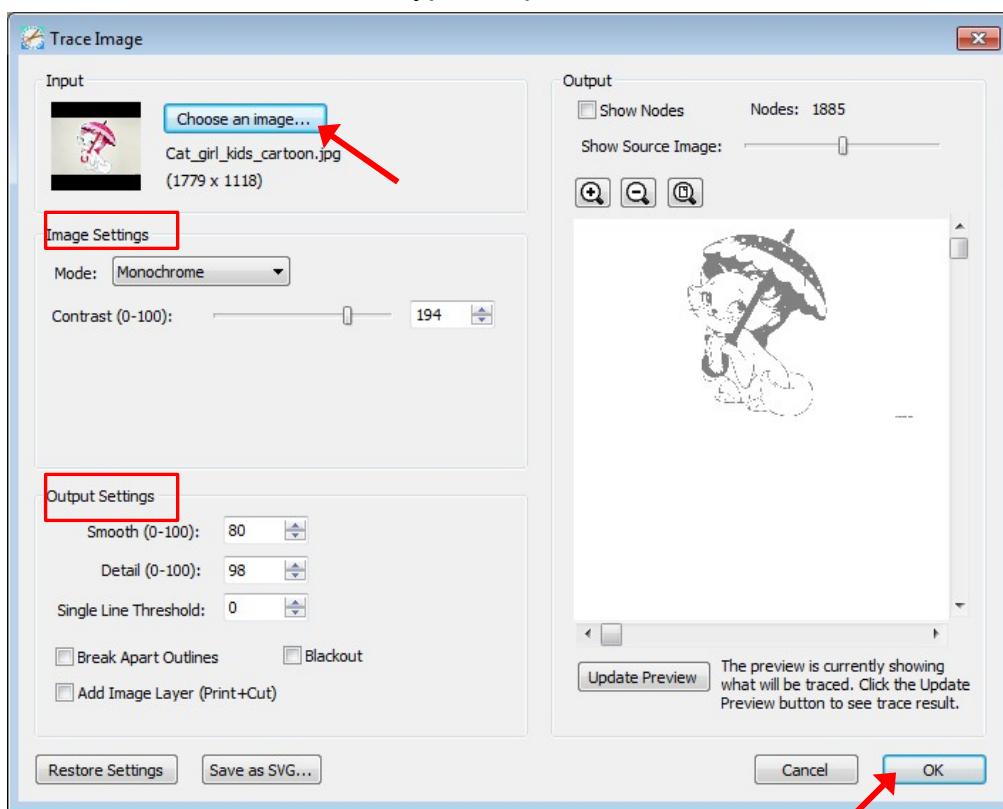 Trace Image
Input
Choose an image...
Cat_girl_kids_cartoon.jpg
(1779 x 1118)
Image Settings
Mode: Monochrome
Contrast (0-100): 194
Output Settings
Smooth (0-100): 80
Detail (0-100): 98
Single Line Threshold: 0
Break Apart Outlines Blackout
Add Image Layer (Print+Cut)
Restore Settings Save as SVG...
Output
Show Nodes Nodes: 1885
Show Source Image:
Update Preview
The preview is currently showing
what will be traced. Click the Update
Preview button to see trace result.
Cancel OK